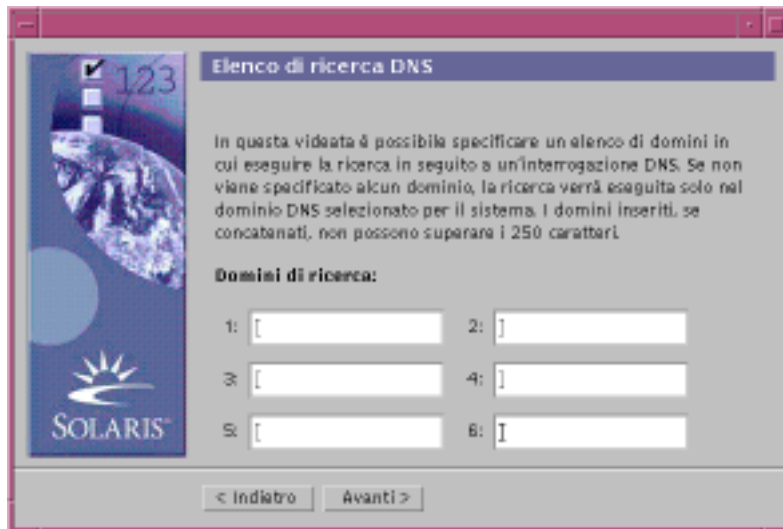 Elenco di ricerca DNS
123
In questa videata é possibile specificare un elenco di domini in
cui eseguire la ricerca in seguito a un'interrogazione DNS. Se non
viene specificato alcun dominio, la ricerca verrà eseguita solo nel
dominio DNS selezionato per il sistema. I domini inseriti, se
concatenati, non possono superare i 250 caratteri.
Domini di ricerca:
1: [ 2: ]
3: [ 4: ]
5: [ 6: ]
SOLARIS™
< Indietro Avanti >